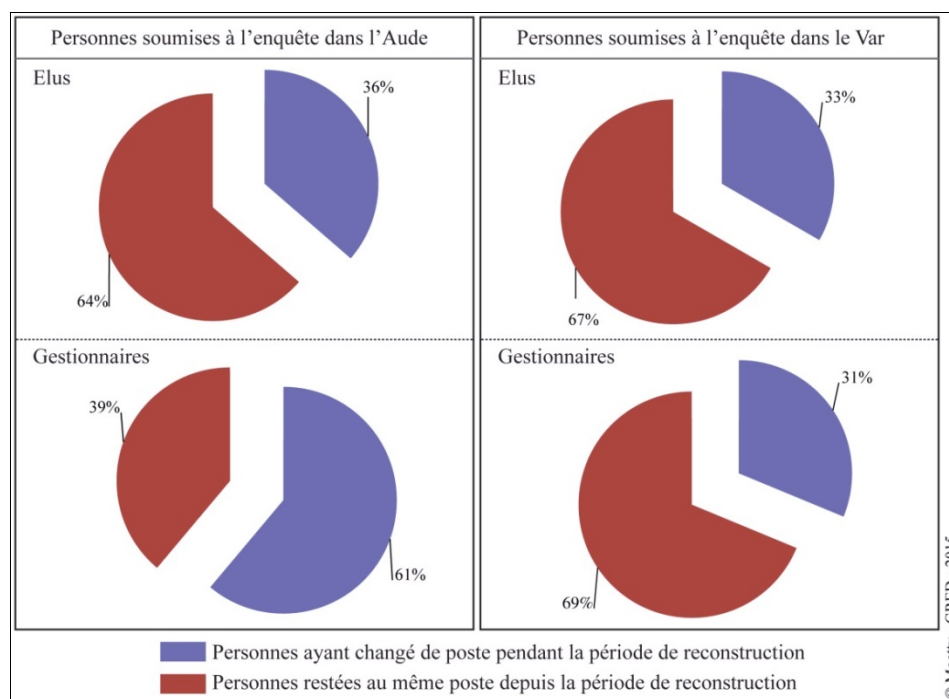 Personnes soumises à l'enquête dans l'Aude
Elus
36%
64%
Gestionnaires
39%
61%
Personnes soumises à l'enquête dans le Var
Elus
33%
67%
Gestionnaires
31%
69%
Personnes ayant changé de poste pendant la période de reconstruction
Personnes restées au même poste depuis la période de reconstruction